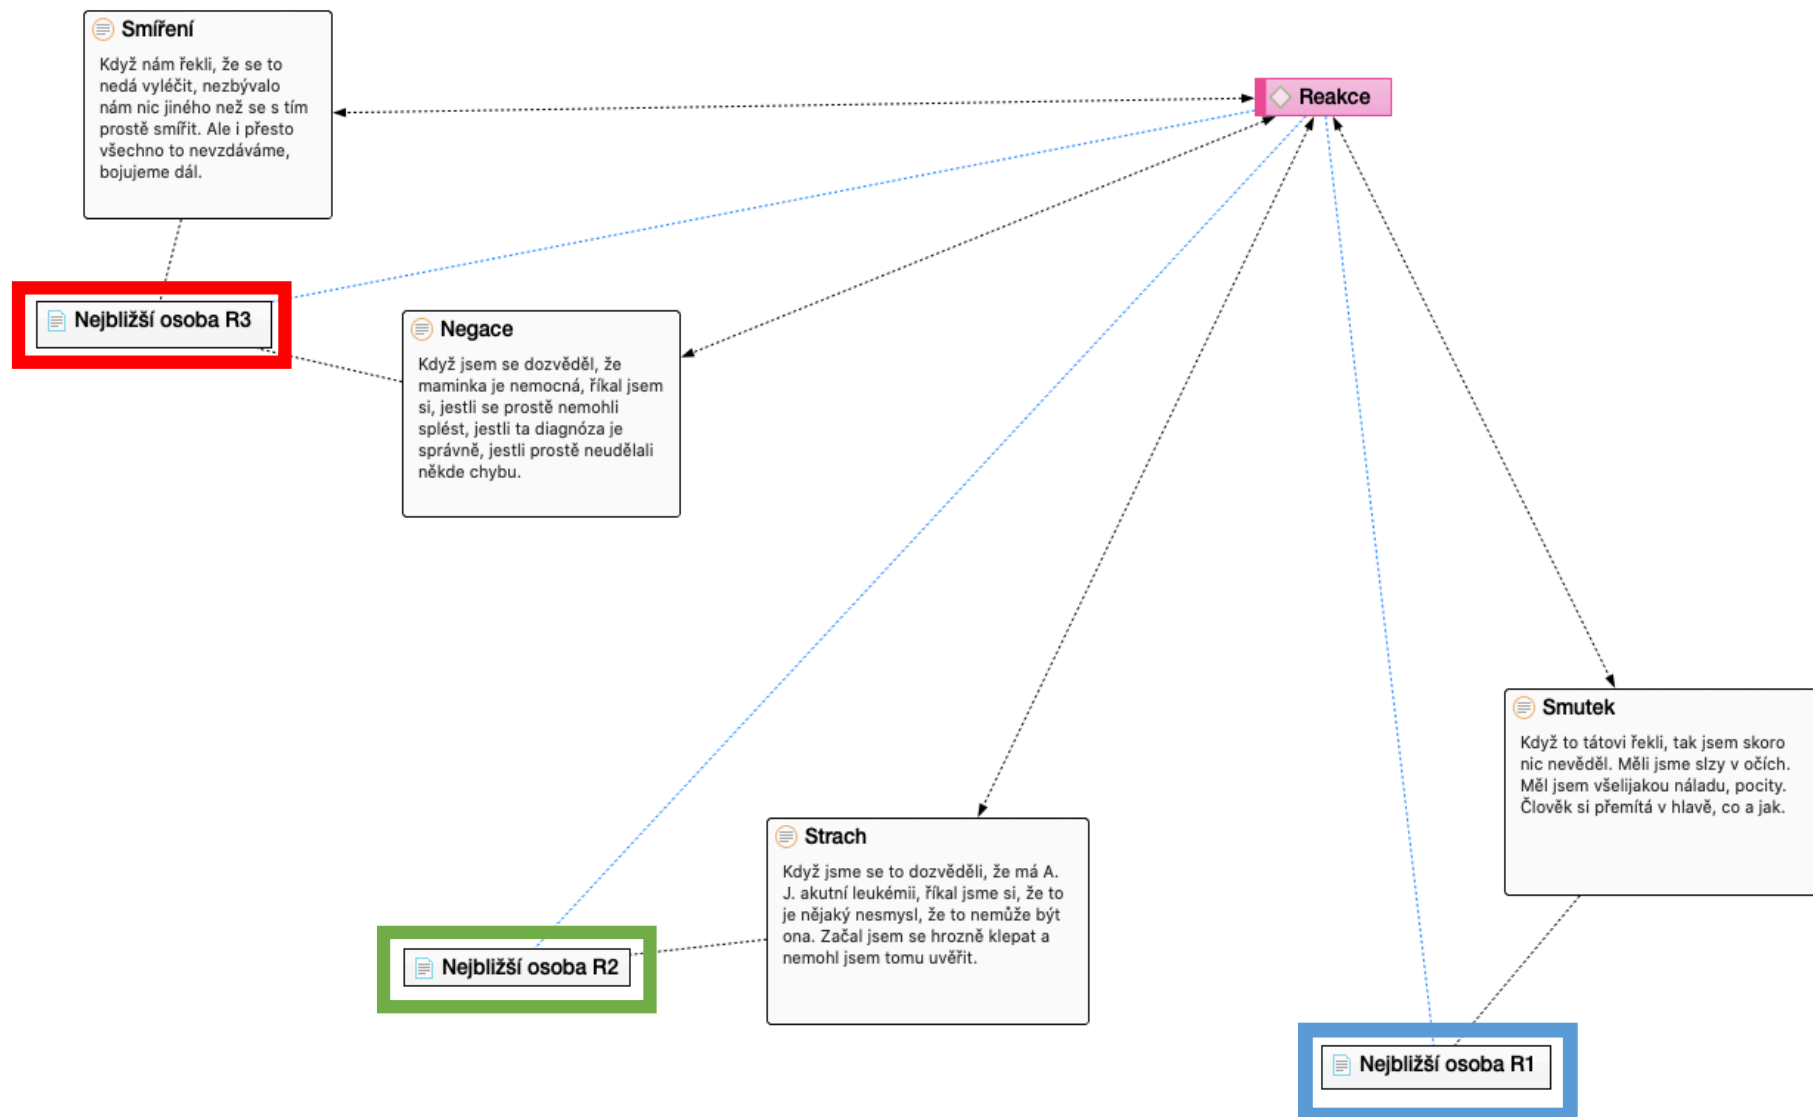 Smíření
Když nám řekli, že se to
nedá vyléčit, nezbývalo
nám nic jiného než se s tím
prostě smířit. Ale i přesto
všechno to nevzdáváme,
bojujeme dál.
Reakce
Nejbližší osoba R3
Negace
Když jsem se dozvěděl, že
maminka je nemocná, říkal jsem
si, jestli se prostě nemohli
splést, jestli ta diagnóza je
správně, jestli prostě neudělali
někde chybu.
Smutek
Když to tátovi řekli, tak jsem skoro
nic nevěděl. Měli jsme slzy v očích.
Měl jsem všelijakou náladu, pocity.
Člověk si přemítá v hlavě, co a jak.
Strach
Když jsme se to dozvěděli, že má A.
J. akutní leukémii, říkal jsme si, že to
je nějaký nesmysl, že to nemůže být
ona. Začal jsem se hrozně klepat a
nemohl jsem tomu uvěřit.
Nejbližší osoba R2
Nejbližší osoba R1